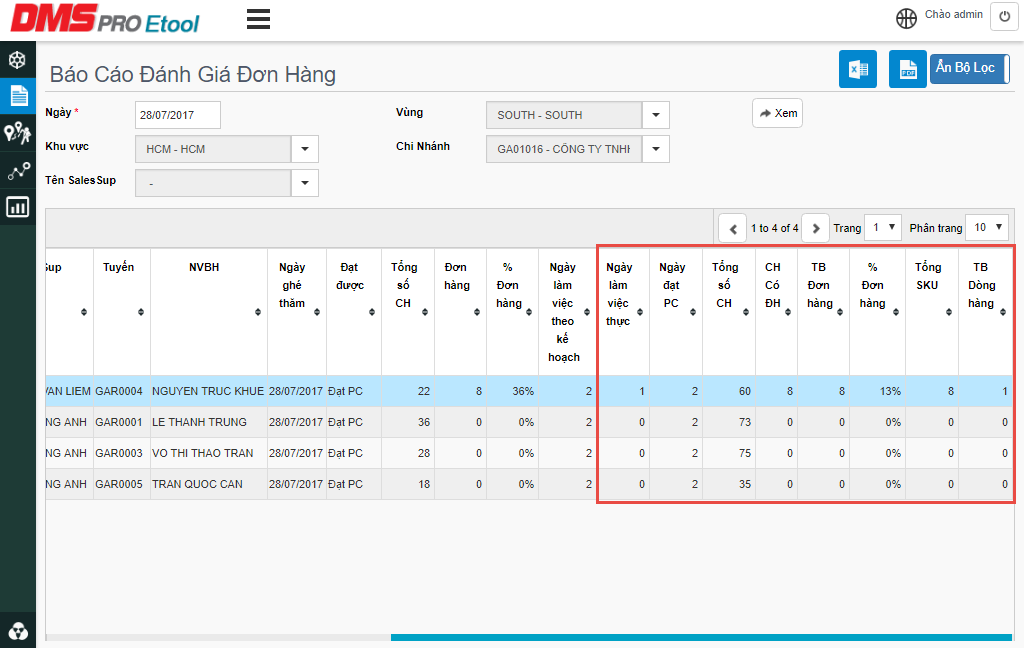 DMSPRO Etool
Chào admin
Báo Cáo Đánh Giá Đơn Hàng
PDF
Ẩn Bộ Lọc
Ngày *
28/07/2017
Vùng
SOUTH - SOUTH
Xem
Khu vực
HCM - HCM
Chi Nhánh
GA01016 - CÔNG TY TNHH
Tên SalesSup
-
1 to 4 of 4
Trang
1
Phân trang
10
Sup
Tuyến
NVBH
Ngày ghé thăm
Đạt được
Tổng số CH
Đơn hàng
% Đơn hàng
Ngày làm việc theo kế hoạch
Ngày làm việc thực
Ngày đạt PC
Tổng số CH
CH Có ĐH
TB Đơn hàng
% Đơn hàng
Tổng SKU
TB Dòng hàng
VAN LIEM GAR0004 NGUYEN TRUC KHUE 28/07/2017 Đạt PC 22 8 36% 2 1 2 60 8 8 13% 8 1
NG ANH GAR0001 LE THANH TRUNG 28/07/2017 Đạt PC 36 0 0% 2 0 2 73 0 0 0% 0 0
NG ANH GAR0003 VO THI THAO TRAN 28/07/2017 Đạt PC 28 0 0% 2 0 2 75 0 0 0% 0 0
NG ANH GAR0005 TRAN QUOC CAN 28/07/2017 Đạt PC 18 0 0% 2 0 2 35 0 0 0% 0 0